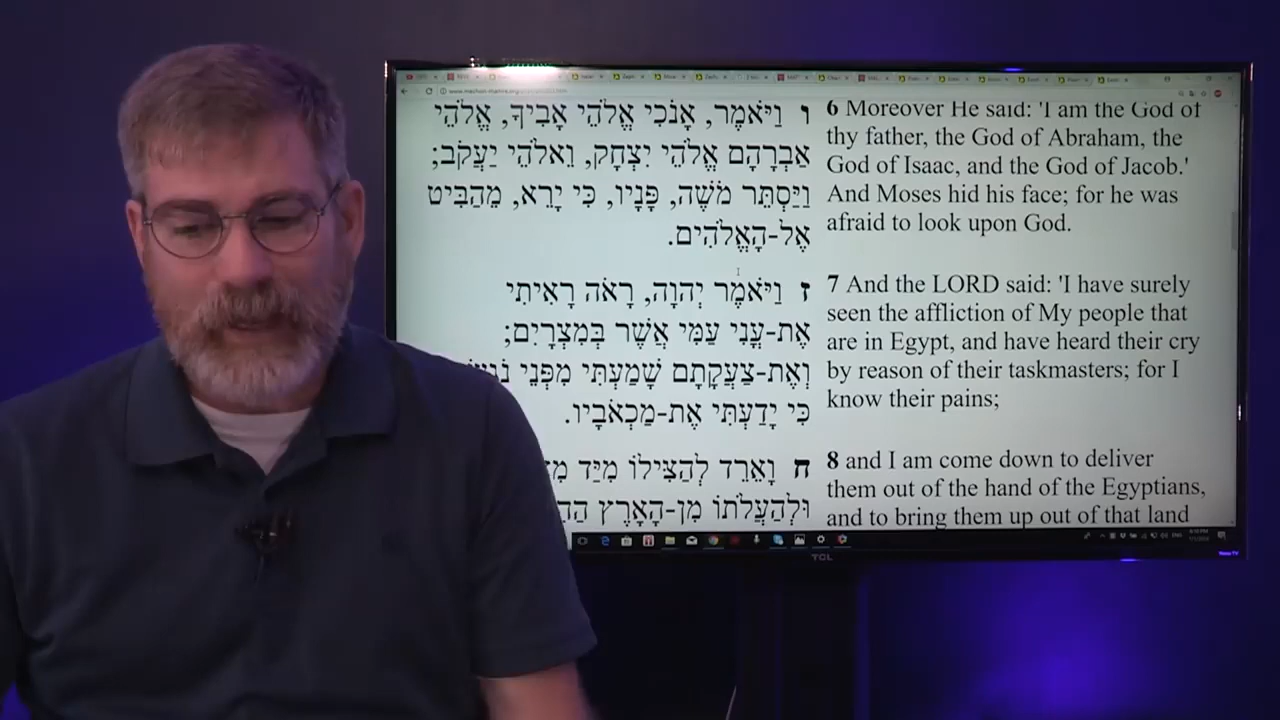 www.mechon-mamre.org
ו וַיֹּאמֶר, אָנֹכִי אֱלֹהֵי אָבִיךָ, אֱלֹהֵי
אַבְרָהָם אֱלֹהֵי יִצְחָק, וֵאלֹהֵי יַעֲקֹב;
וַיַּסְתֵּר מֹשֶׁה, פָּנָיו, כִּי יָרֵא, מֵהַבִּיט
אֶל-הָאֱלֹהִים.
6 Moreover He said: 'I am the God of
thy father, the God of Abraham, the
God of Isaac, and the God of Jacob.'
And Moses hid his face; for he was
afraid to look upon God.
ז וַיֹּאמֶר יְהוָה, רָאֹה רָאִיתִי
אֶת-עֳנִי עַמִּי אֲשֶׁר בְּמִצְרָיִם;
וְאֶת-צַעֲקָתָם שָׁמַעְתִּי מִפְּנֵי
כִּי יָדַעְתִּי אֶת-מַכְאֹבָיו.
7 And the LORD said: 'I have surely
seen the affliction of My people that
are in Egypt, and have heard their cry
by reason of their taskmasters; for I
know their pains;
ח וָאֵרֵד לְהַצִּילוֹ מִיַּד
וּלְהַעֲלֹתוֹ מִן-הָאָרֶץ
8 and I am come down to deliver
them out of the hand of the Egyptians,
and to bring them up out of that land
TCL